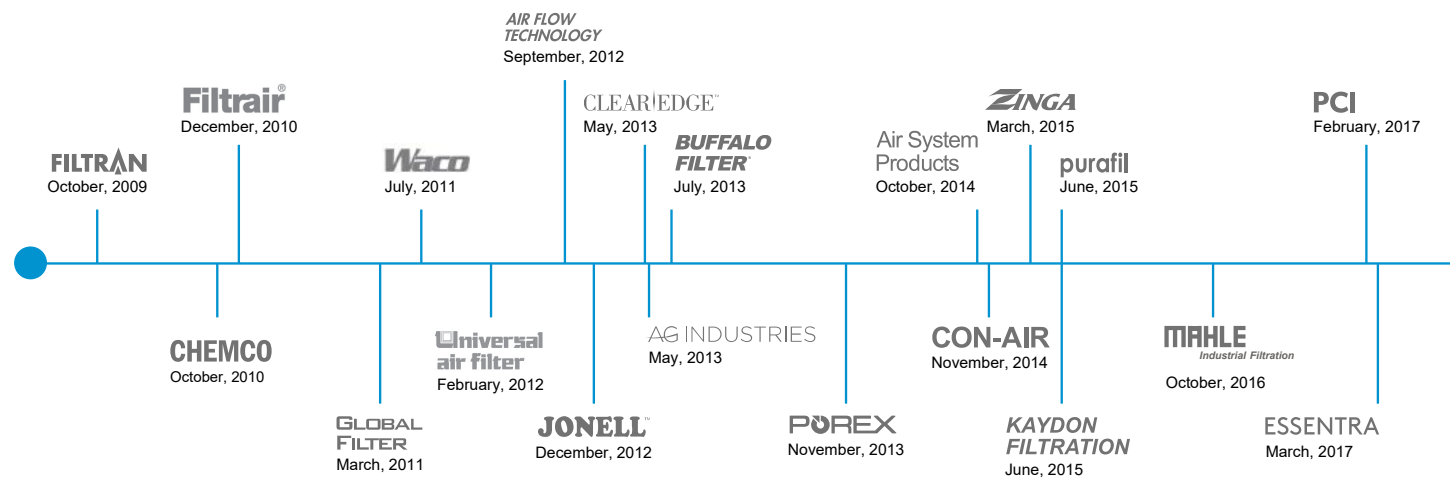 FILTRAN
October, 2009
CHEMCO
October, 2010
Filtrair®
December, 2010
GLOBAL
FILTER
March, 2011
Waco
July, 2011
Universal
air filter
February, 2012
AIR FLOW
TECHNOLOGY
September, 2012
JONELL™
December, 2012
CLEAR EDGE™
May, 2013
AG INDUSTRIES
May, 2013
BUFFALO
FILTER
July, 2013
POREX
November, 2013
Air System
Products
October, 2014
CON-AIR
November, 2014
ZINGA
March, 2015
purafil
June, 2015
KAYDON
FILTRATION
June, 2015
MAHLE
Industrial Filtration
October, 2016
PCI
February, 2017
ESSENTRA
March, 2017